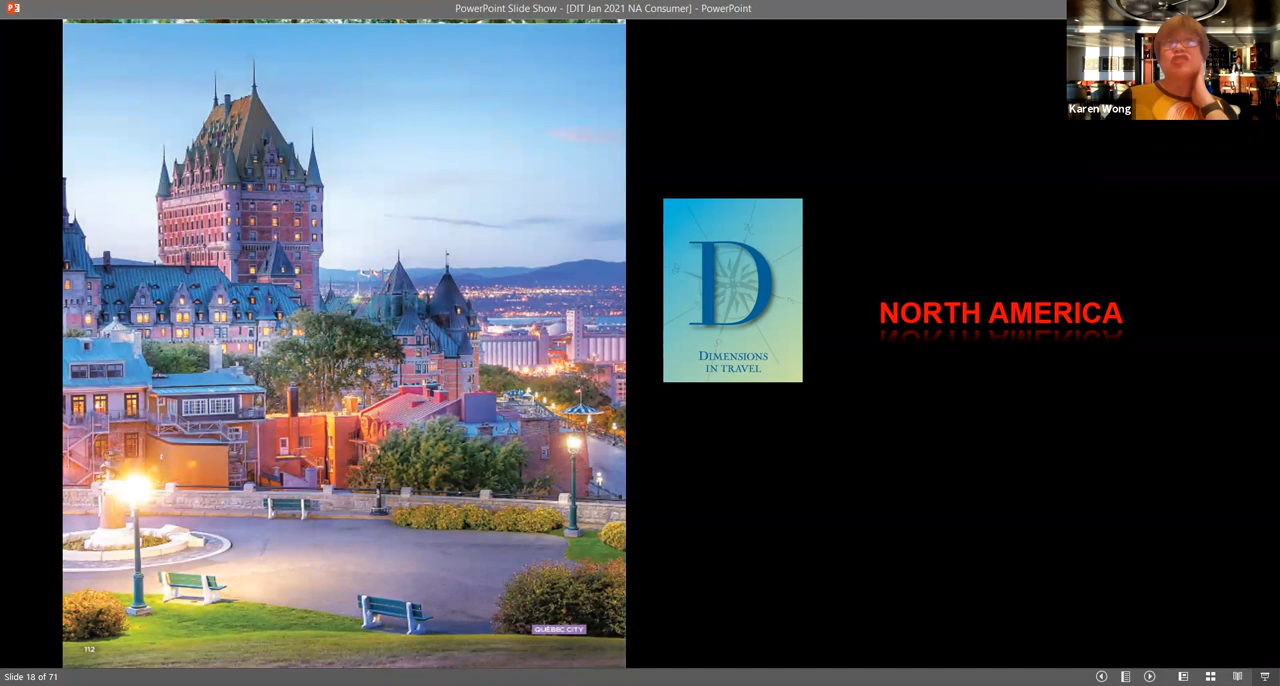 PowerPoint Slide Show - [DIT Jan 2021 NA Consumer] - PowerPoint
Karen Wong
D
DIMENSIONS
IN TRAVEL
NORTH AMERICA
QUÉBEC CITY
112
Slide 18 of 71